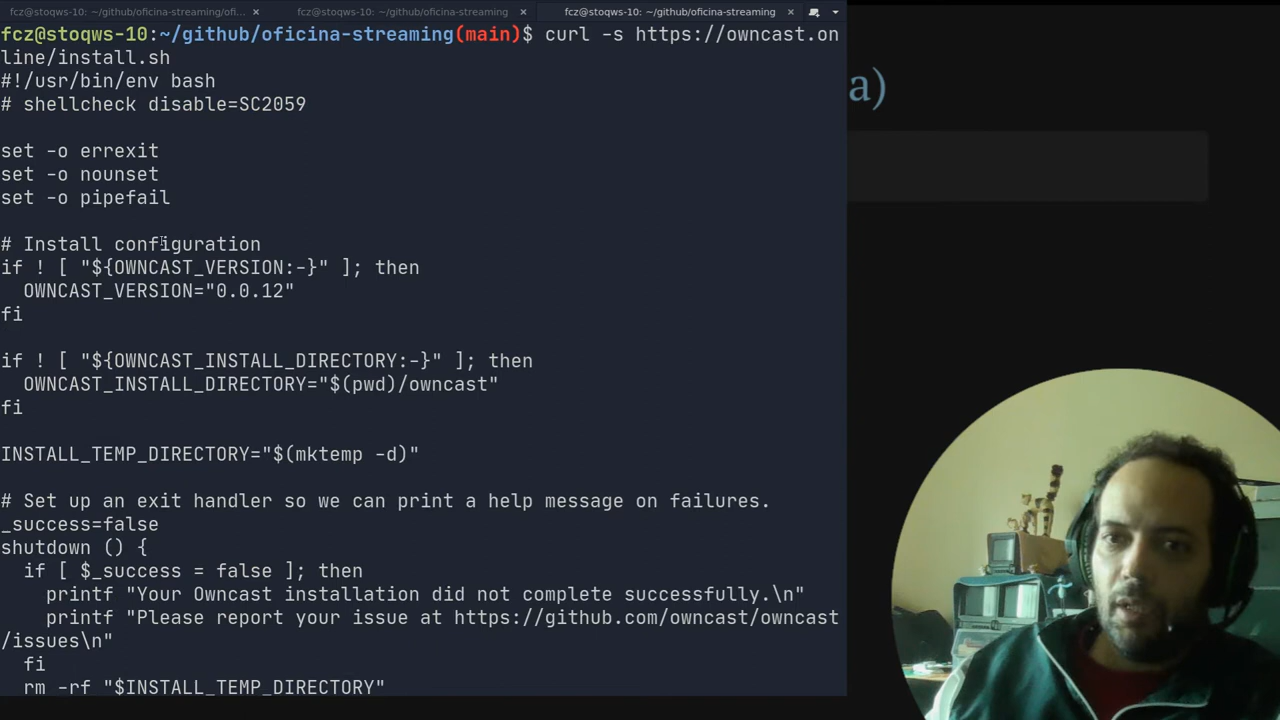 fcz@stoqws-10: ~/github/oficina-streaming/ofi...
fcz@stoqws-10: ~/github/oficina-streaming
fcz@stoqws-10: ~/github/oficina-streaming
fcz@stoqws-10:~/github/oficina-streaming(main)$ curl -s https://owncast.on
line/install.sh
#!/usr/bin/env bash
# shellcheck disable=SC2059
set -o errexit
set -o nounset
set -o pipefail
# Install configuration
if ! [ "${OWNCAST_VERSION:-}" ]; then
  OWNCAST_VERSION="0.0.12"
fi
if ! [ "${OWNCAST_INSTALL_DIRECTORY:-}" ]; then
  OWNCAST_INSTALL_DIRECTORY="$(pwd)/owncast"
fi
INSTALL_TEMP_DIRECTORY="$(mktemp -d)"
# Set up an exit handler so we can print a help message on failures.
_success=false
shutdown () {
  if [ $_success = false ]; then
    printf "Your Owncast installation did not complete successfully.\n"
    printf "Please report your issue at https://github.com/owncast/owncast
/issues\n"
  fi
  rm -rf "$INSTALL_TEMP_DIRECTORY"
a)